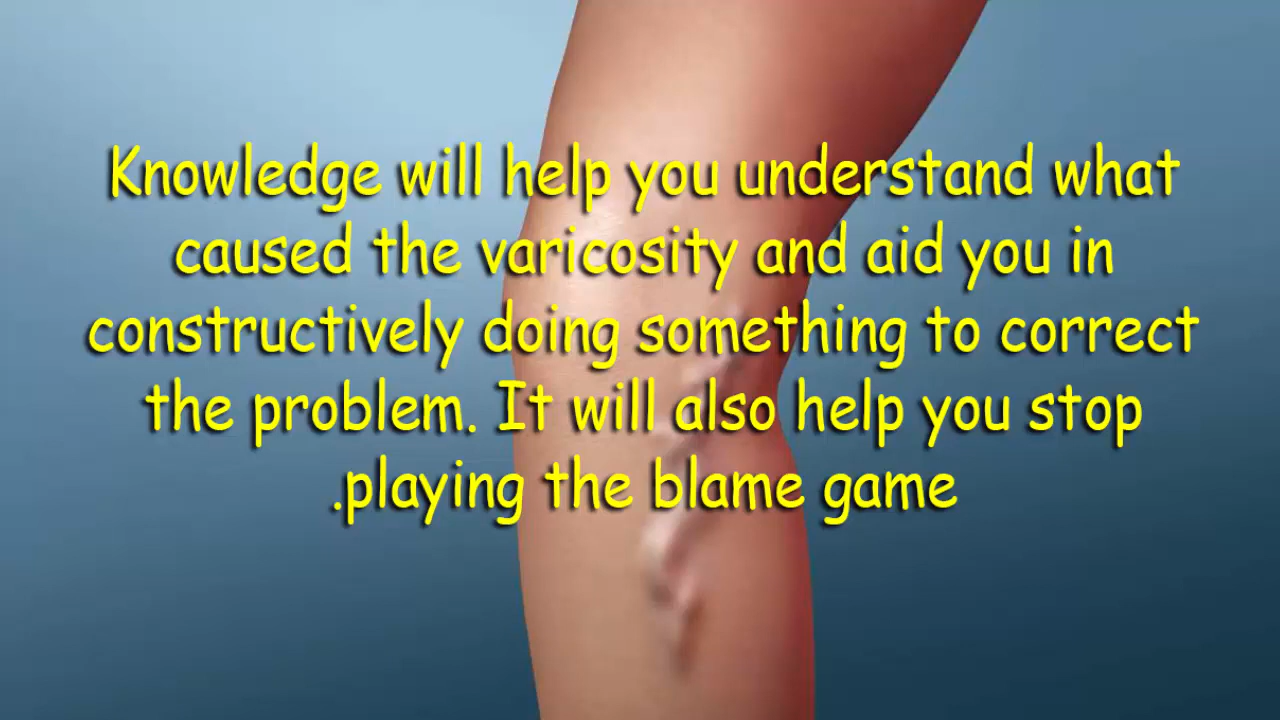 Knowledge will help you understand what
caused the varicosity and aid you in
constructively doing something to correct
the problem. It will also help you stop
.playing the blame game